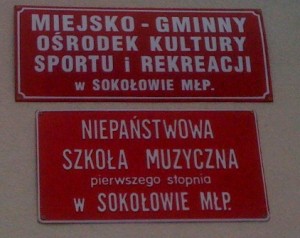 MIEJSKO - GMINNY
OŚRODEK KULTURY
SPORTU i REKREACJI
w SOKOŁOWIE MŁP.
NIEPAŃSTWOWA
SZKOŁA MUZYCZNA
pierwszego stopnia
w SOKOŁOWIE MŁP.